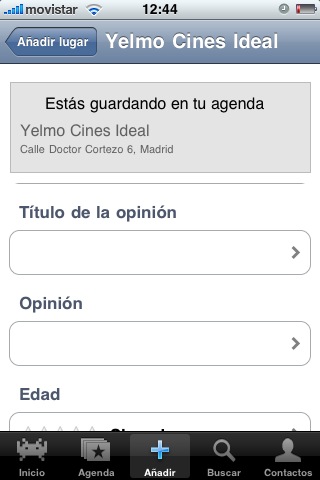 movistar 12:44
Añadir lugar Yelmo Cines Ideal
Estás guardando en tu agenda
Yelmo Cines Ideal
Calle Doctor Cortezo 6, Madrid
Título de la opinión
Opinión
Edad
Inicio Agenda Añadir Buscar Contactos